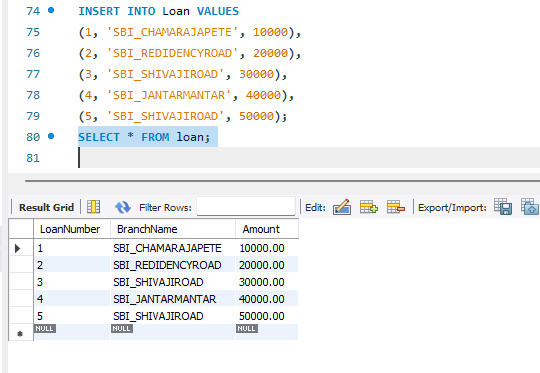 74 INSERT INTO Loan VALUES
75 (1, 'SBI_CHAMARAJAPETE', 10000),
76 (2, 'SBI_REDIDENCYROAD', 20000),
77 (3, 'SBI_SHIVAJIROAD', 30000),
78 (4, 'SBI_JANTARMANTAR', 40000),
79 (5, 'SBI_SHIVAJIROAD', 50000);
80 SELECT * FROM loan;
81
Result Grid Filter Rows: Edit: Export/Import:
LoanNumber BranchName Amount
1 SBI_CHAMARAJAPETE 10000.00
2 SBI_REDIDENCYROAD 20000.00
3 SBI_SHIVAJIROAD 30000.00
4 SBI_JANTARMANTAR 40000.00
5 SBI_SHIVAJIROAD 50000.00
NULL NULL NULL